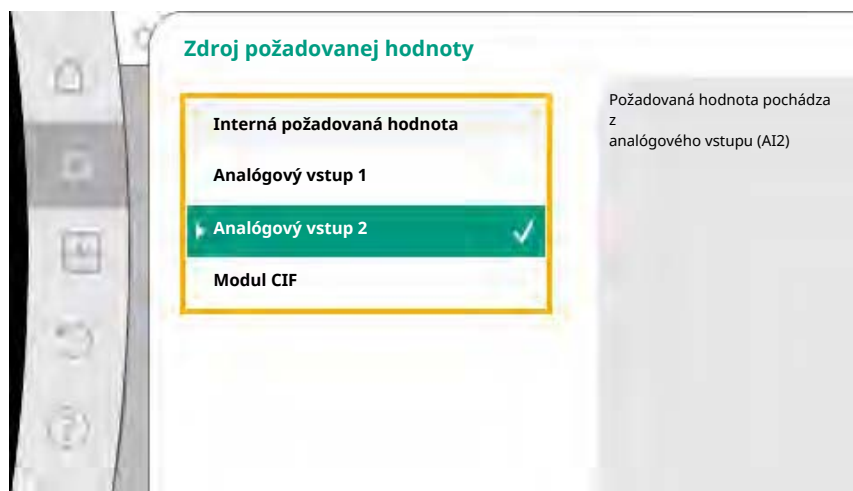 Zdroj požadovanej hodnoty
Interná požadovaná hodnota
Analógový vstup 1
Analógový vstup 2
Modul CIF
Požadovaná hodnota pochádza
z
analógového vstupu (AI2)